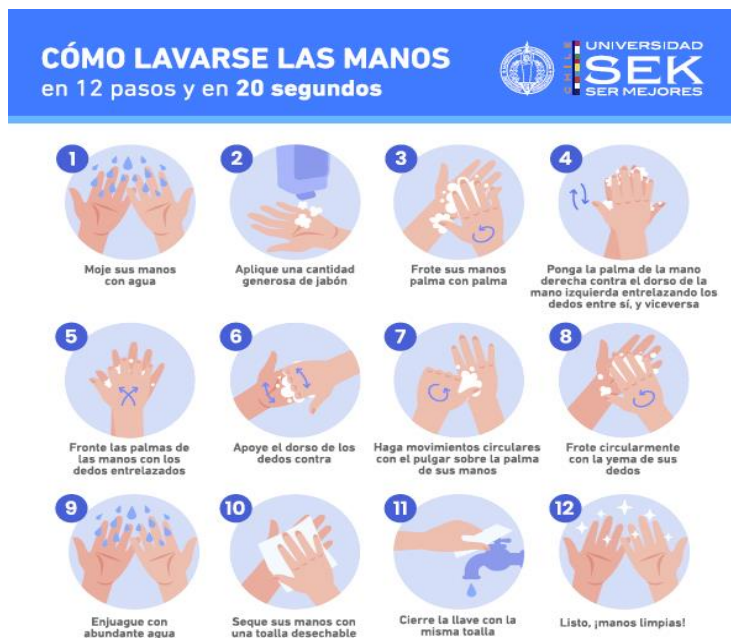 CÓMO LAVARSE LAS MANOS
en 12 pasos y en 20 segundos
CHILE
UNIVERSIDAD
SEK
SER MEJORES
1
Moje sus manos
con agua
2
Aplique una cantidad
generosa de jabón
3
Frote sus manos
palma con palma
4
Ponga la palma de la mano
derecha contra el dorso de la
mano izquierda entrelazando los
dedos entre sí, y viceversa
5
Fronte las palmas de
las manos con los
dedos entrelazados
6
Apoye el dorso de los
dedos contra
7
Haga movimientos circulares
con el pulgar sobre la palma
de sus manos
8
Frote circularmente
con la yema de sus
dedos
9
Enjuague con
abundante agua
10
Seque sus manos con
una toalla desechable
11
Cierre la llave con la
misma toalla
12
Listo, ¡manos limpias!